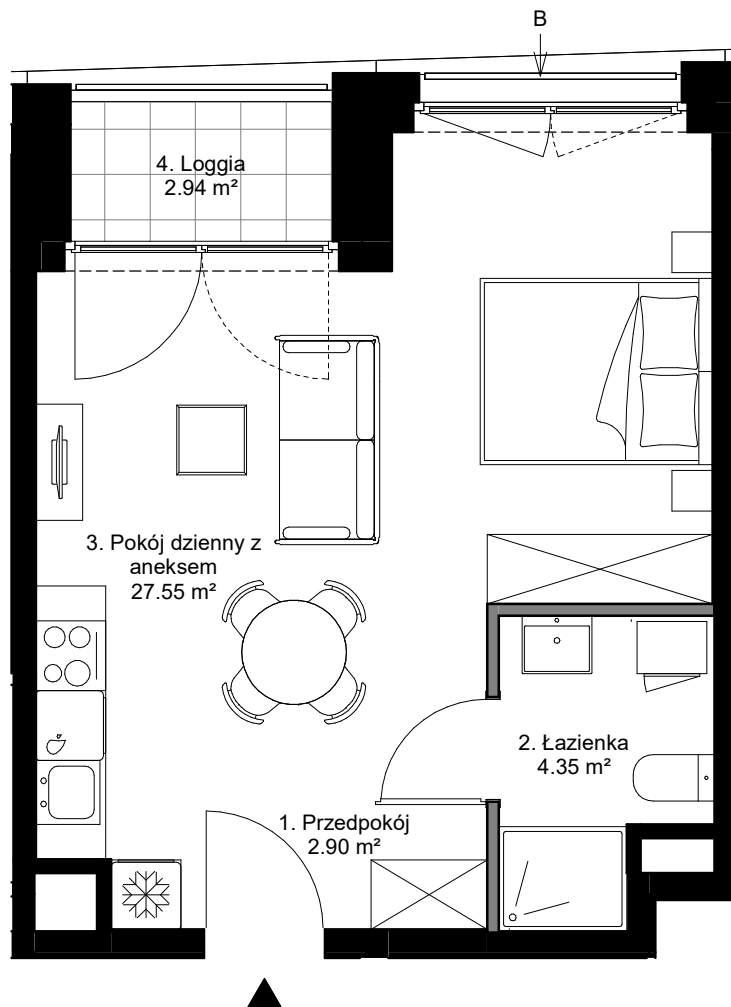 B
4. Loggia
2.94 m²
3. Pokój dzienny z
aneksem
27.55 m²
2. Łazienka
4.35 m²
1. Przedpokój
2.90 m²